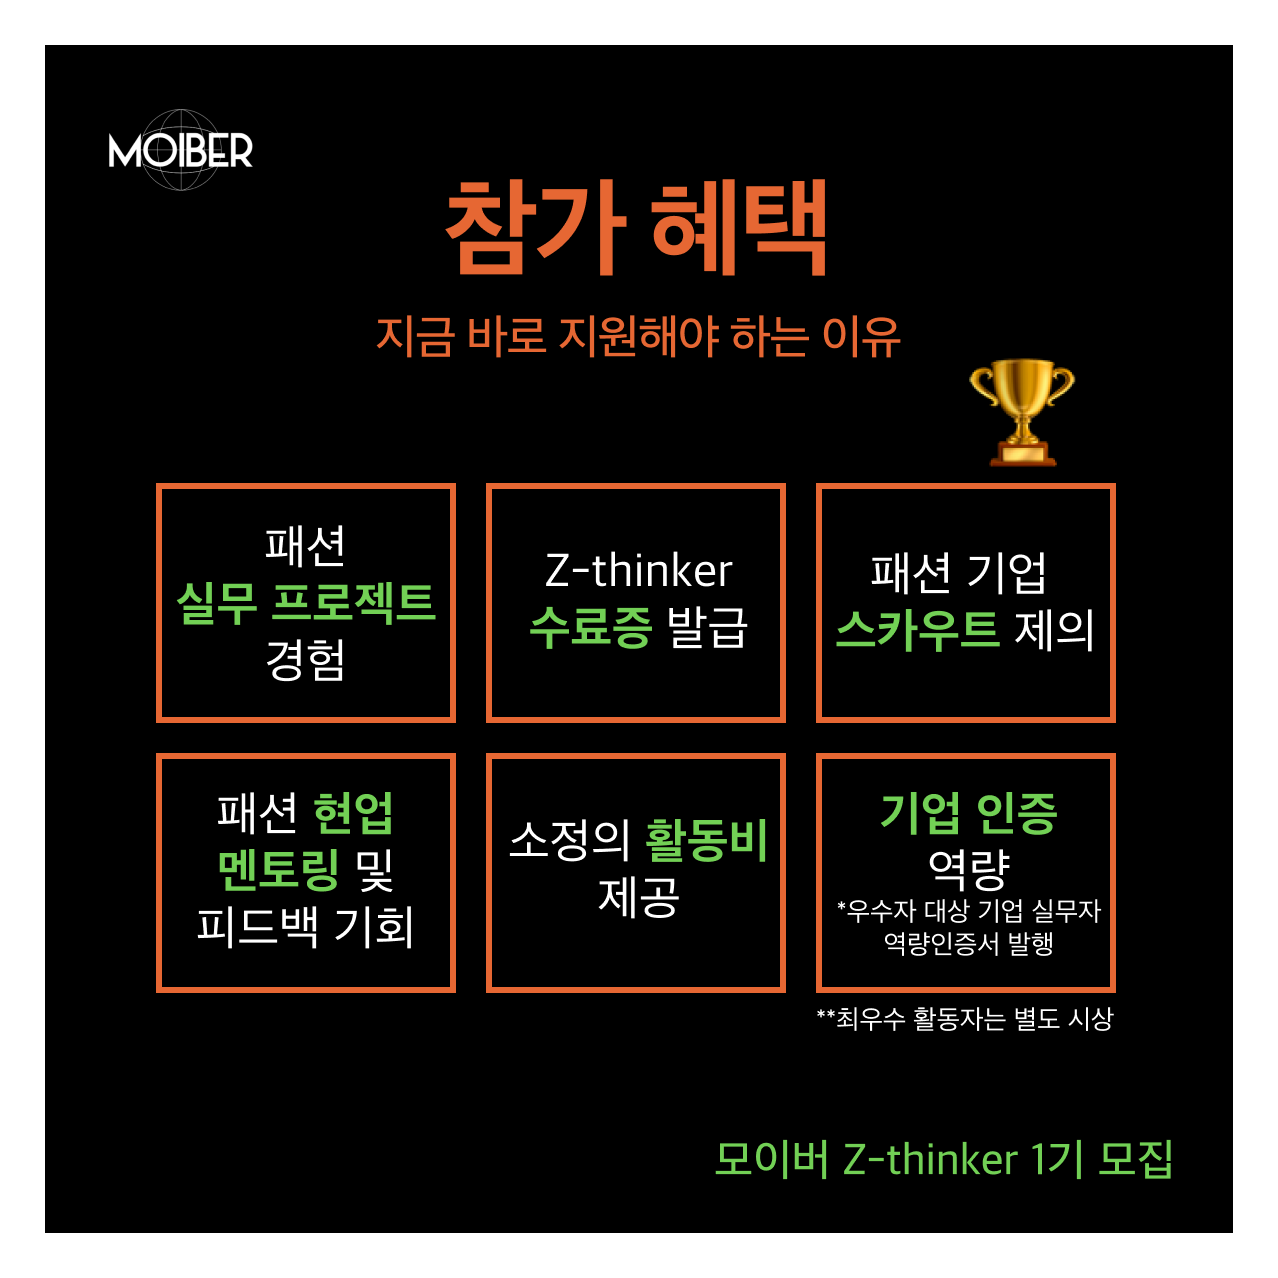 MOIBER
참가 혜택
지금 바로 지원해야 하는 이유
패션
실무 프로젝트
경험
Z-thinker
수료증 발급
패션 기업
스카우트 제의
패션 현업
멘토링 및
피드백 기회
소정의 활동비
제공
기업 인증
역량
*우수자 대상 기업 실무자
역량인증서 발행
**최우수 활동자는 별도 시상
모이버 Z-thinker 1기 모집